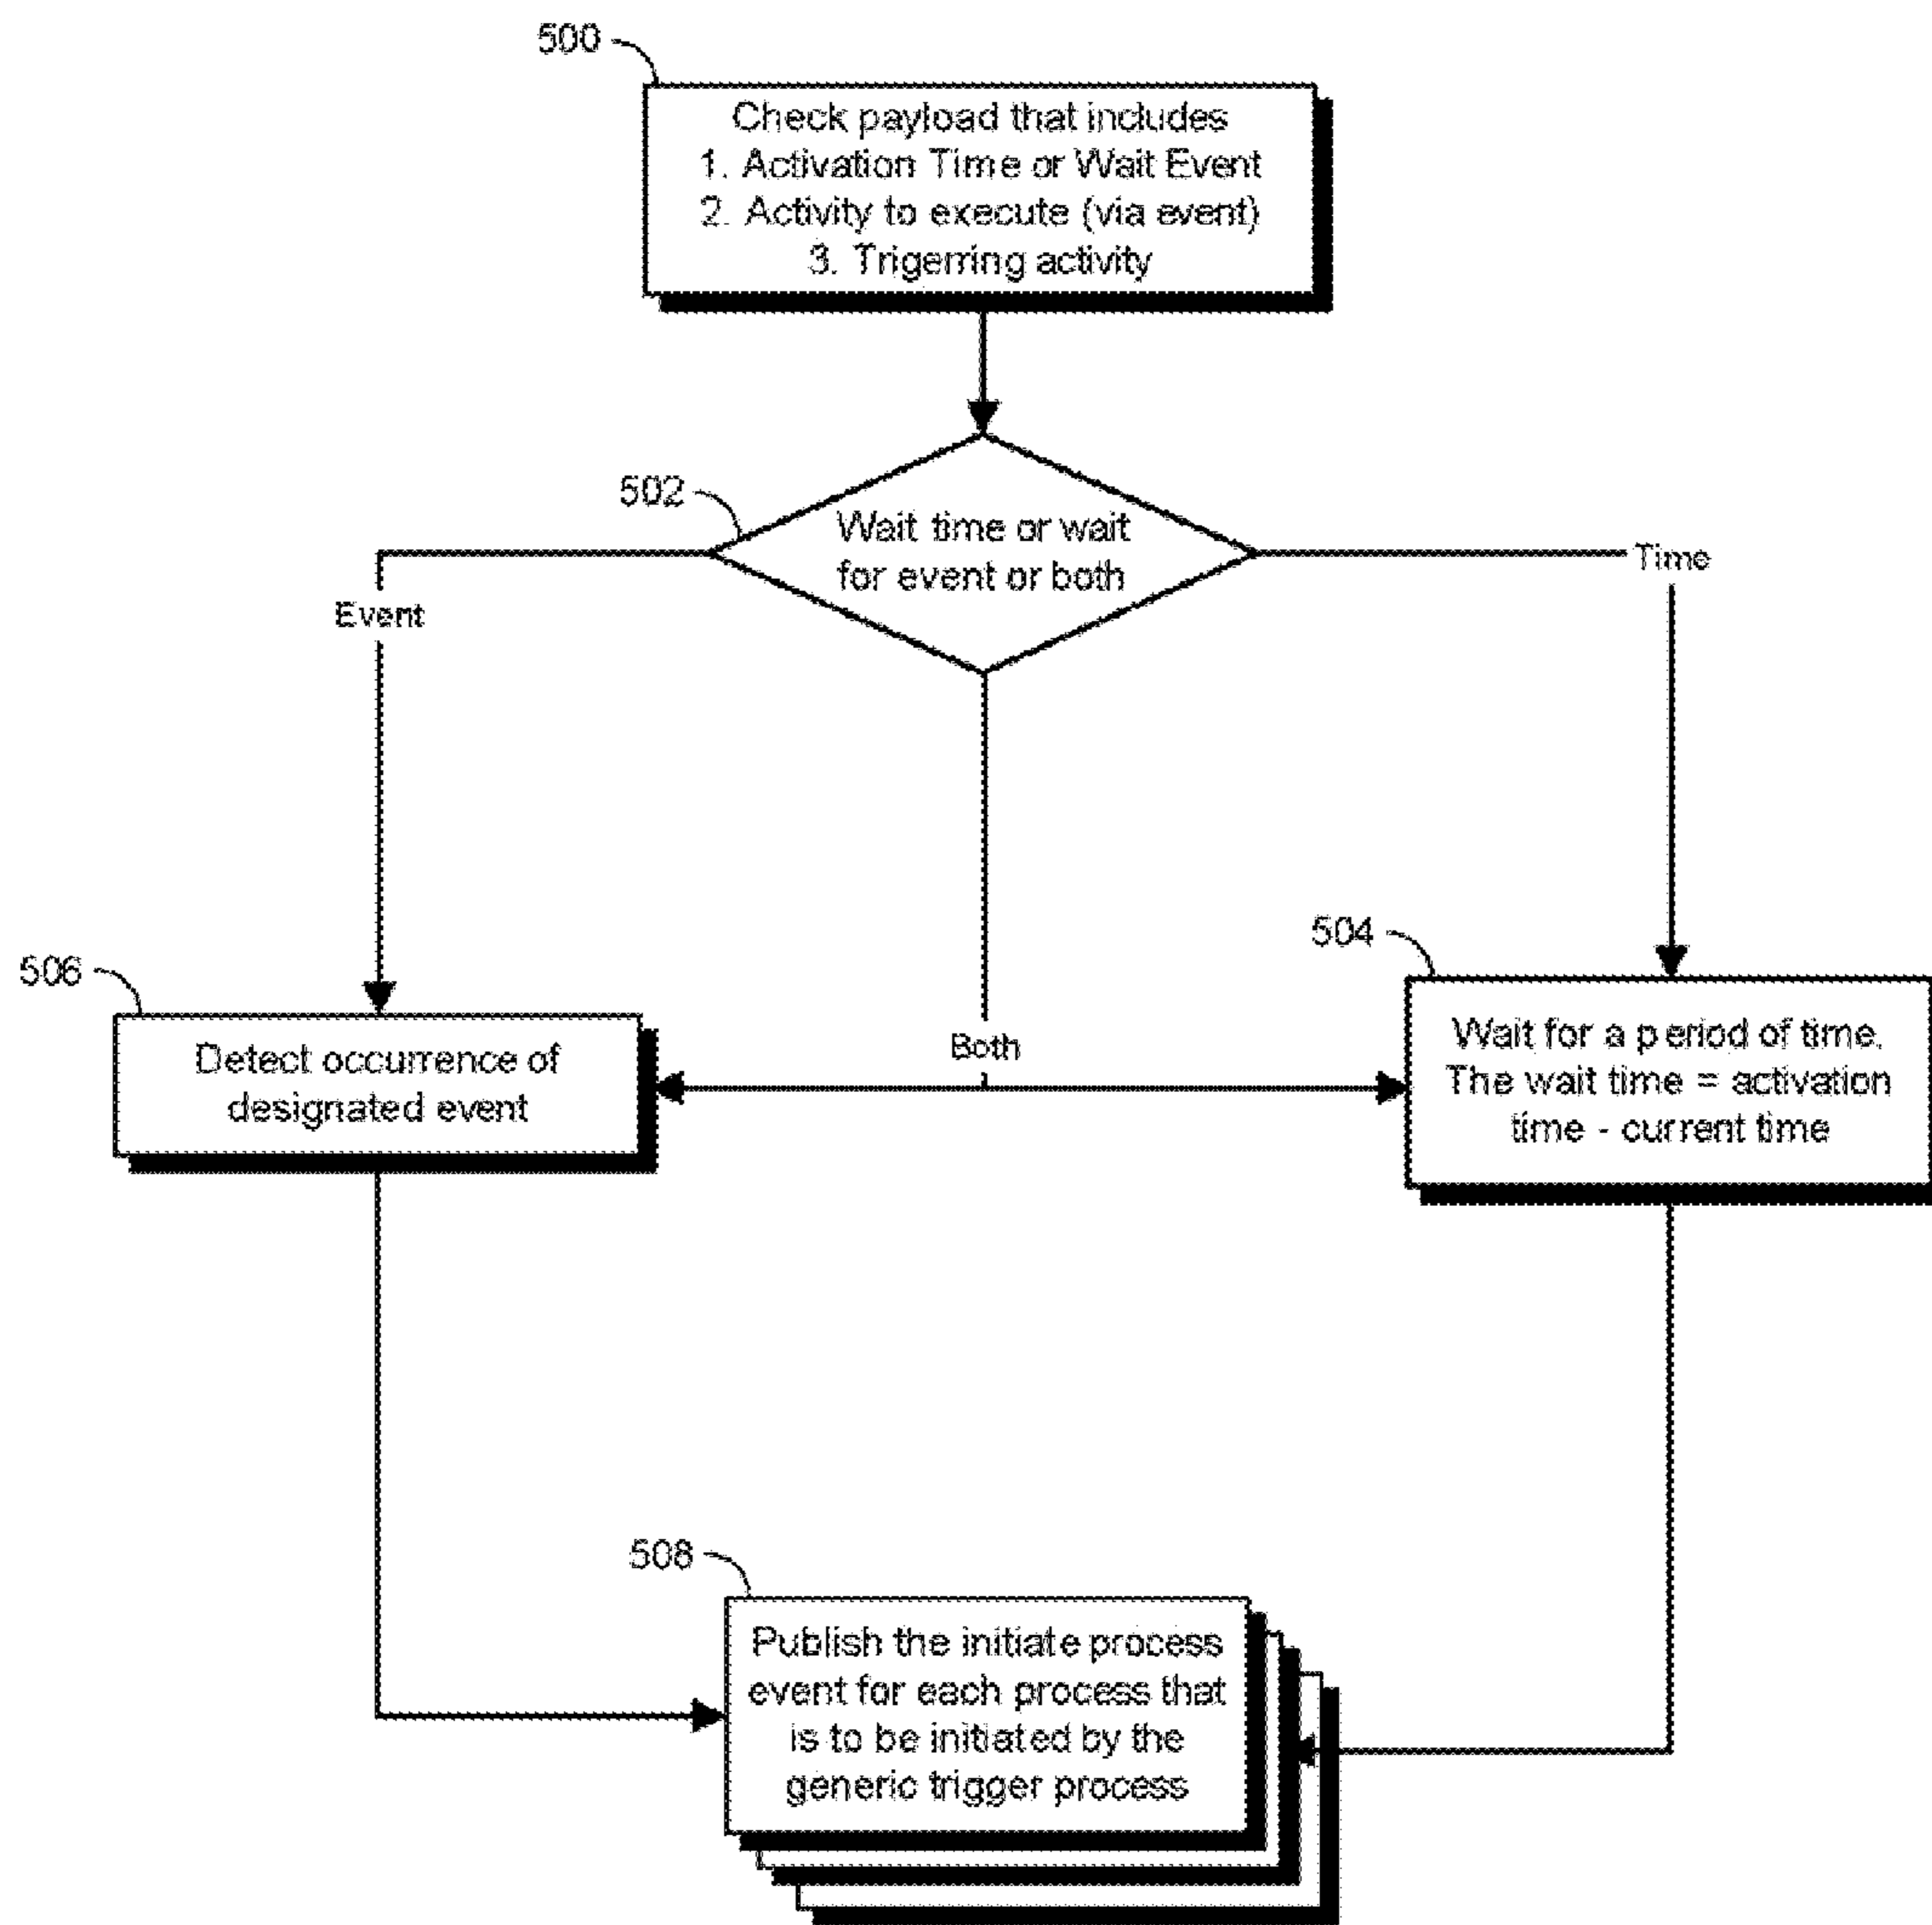 500
Check payload that includes
1. Activation Time or Wait Event
2. Activity to execute (via event)
3. Trigerring activity
502
Wait time or wait
for event or both
Time
Event
504
506
Wait for a period of time.
The wait time = activation
time - current time
Both
Detect occurrence of
designated event
508
Publish the initiate process
event for each process that
is to be initiated by the
generic trigger process